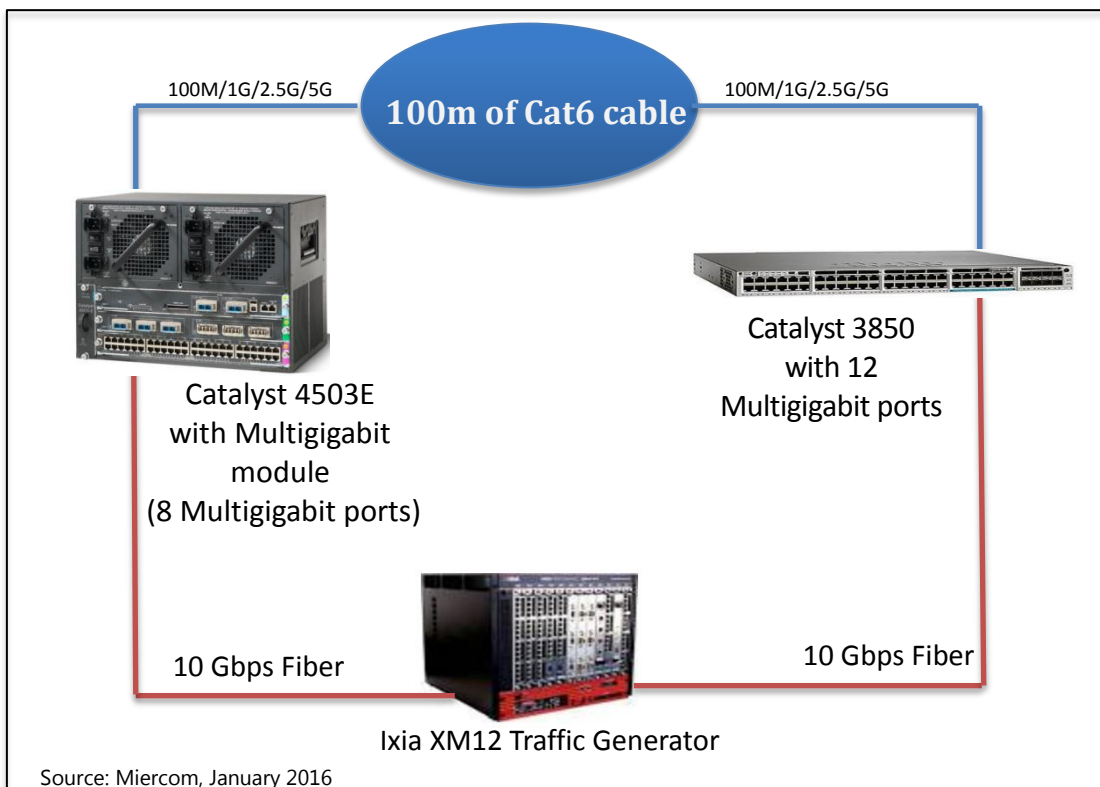 100M/1G/2.5G/5G
100m of Cat6 cable
100M/1G/2.5G/5G
Catalyst 4503E
with Multigigabit
module
(8 Multigigabit ports)
Catalyst 3850
with 12
Multigigabit ports
10 Gbps Fiber
10 Gbps Fiber
Ixia XM12 Traffic Generator
Source: Miercom, January 2016